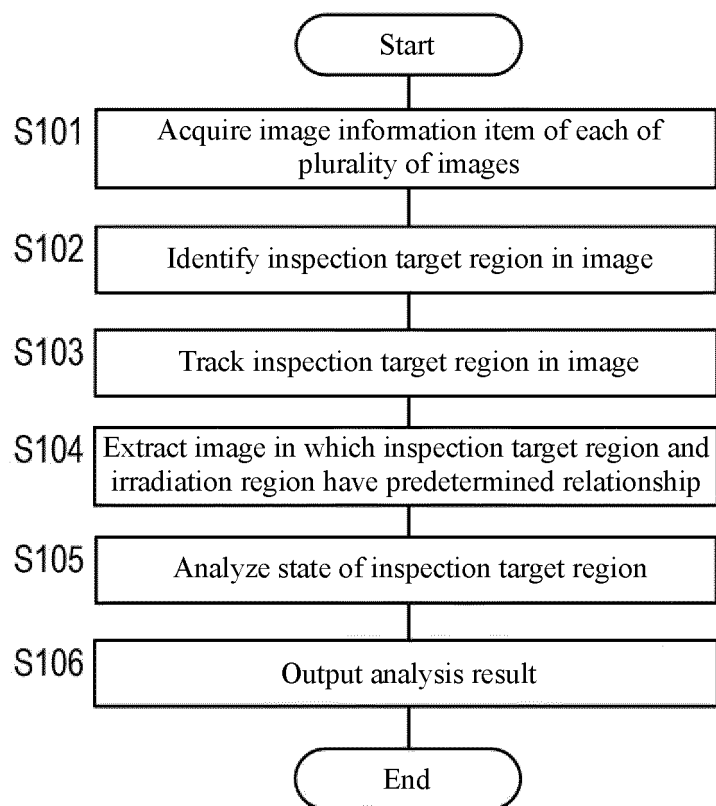 Start
S101
Acquire image information item of each of
plurality of images
S102
Identify inspection target region in image
S103
Track inspection target region in image
S104
Extract image in which inspection target region and
irradiation region have predetermined relationship
S105
Analyze state of inspection target region
S106
Output analysis result
End